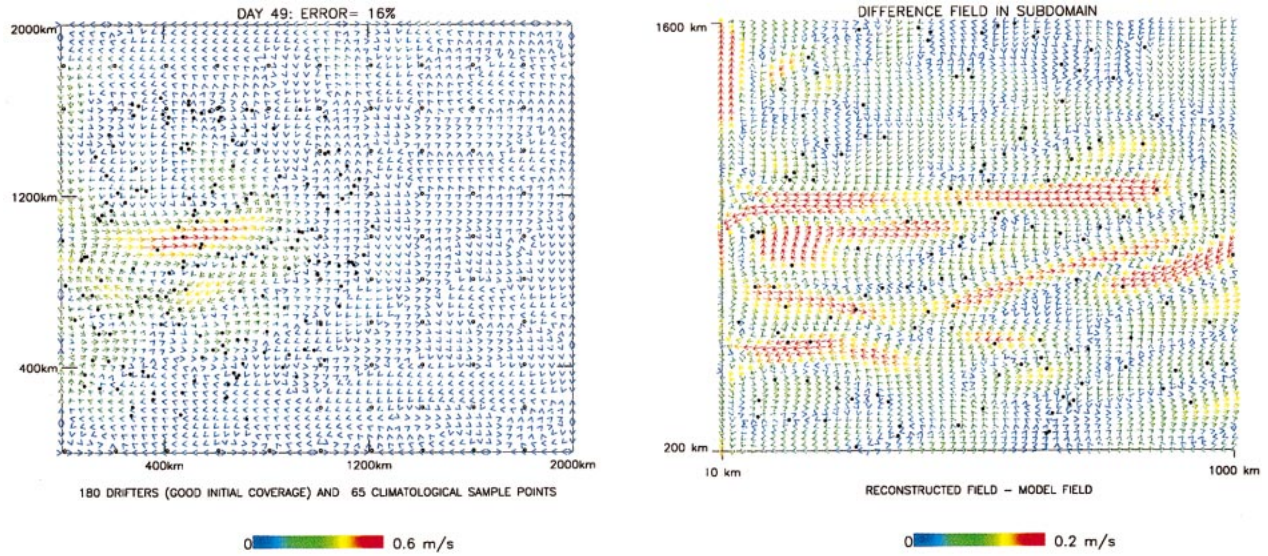 DAY 49: ERROR= 16%
2000km
1200km
400km
400km
1200km
2000km
180 DRIFTERS (GOOD INITIAL COVERAGE) AND 65 CLIMATOLOGICAL SAMPLE POINTS
0
0.6 m/s
DIFFERENCE FIELD IN SUBDOMAIN
1600 km
200 km
10 km
1000 km
RECONSTRUCTED FIELD - MODEL FIELD
0
0.2 m/s